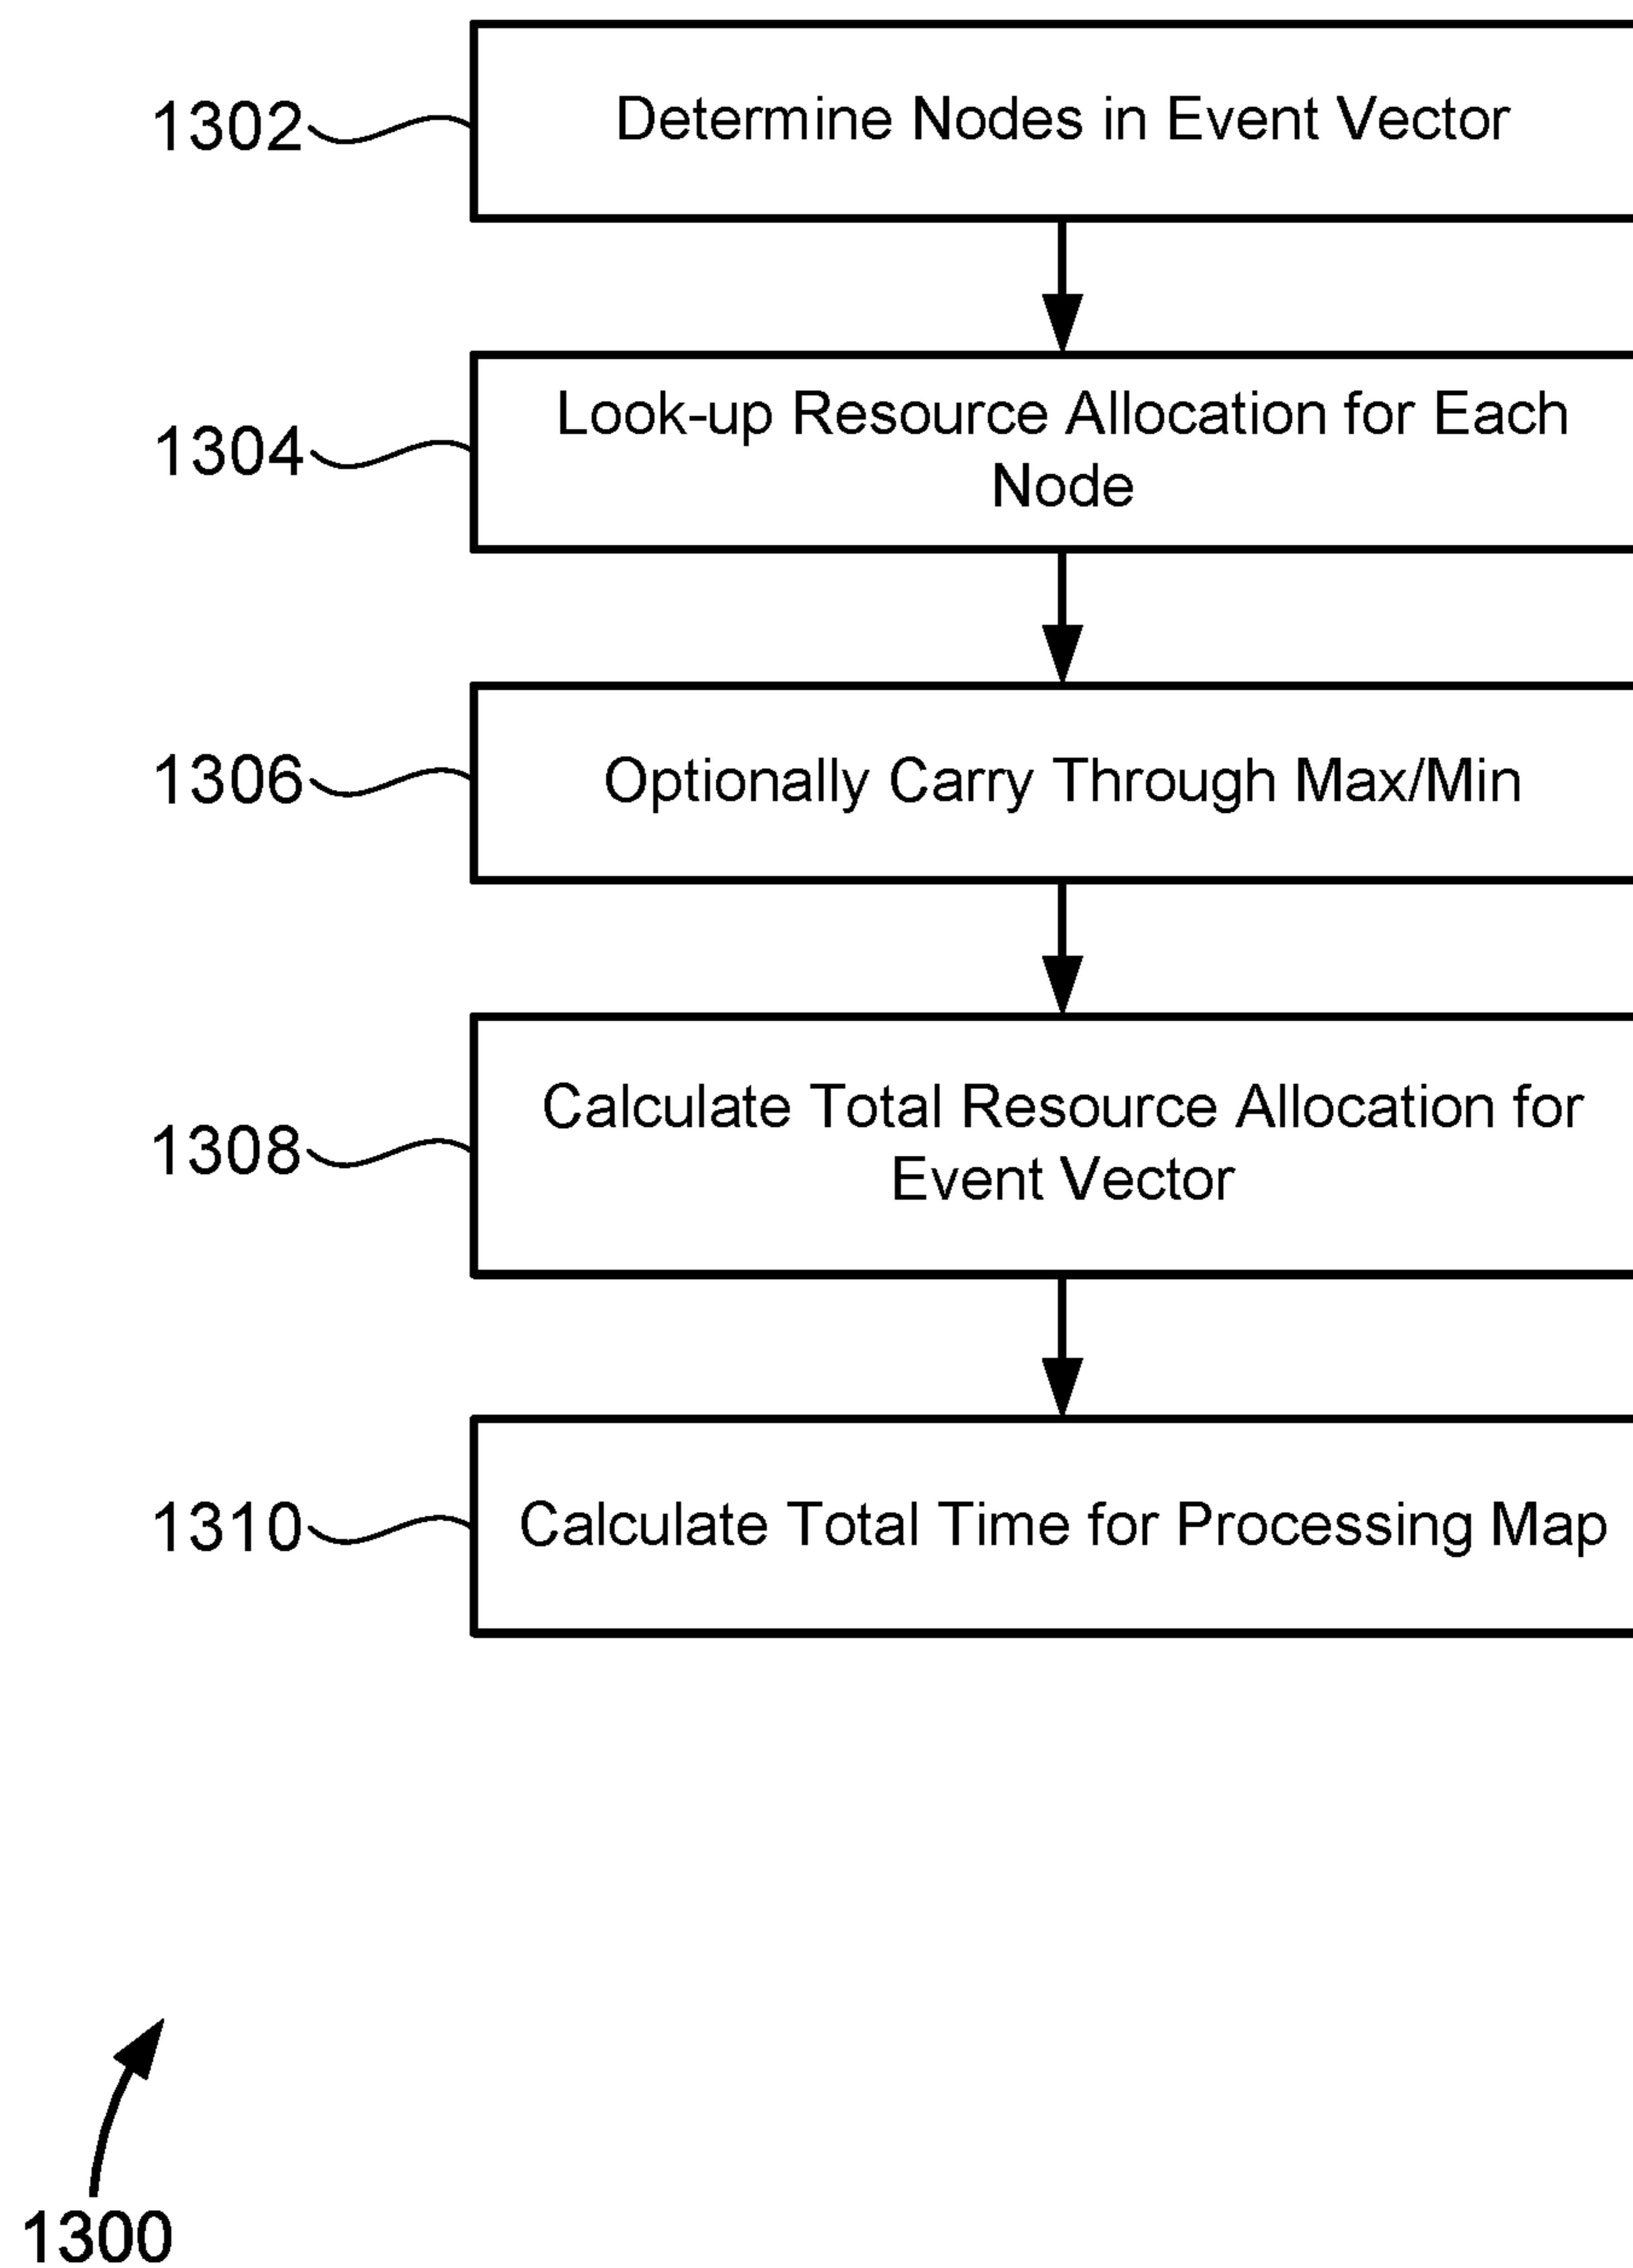 1302
Determine Nodes in Event Vector
1304
Look-up Resource Allocation for Each
Node
1306
Optionally Carry Through Max/Min
1308
Calculate Total Resource Allocation for
Event Vector
1310
Calculate Total Time for Processing Map
1300